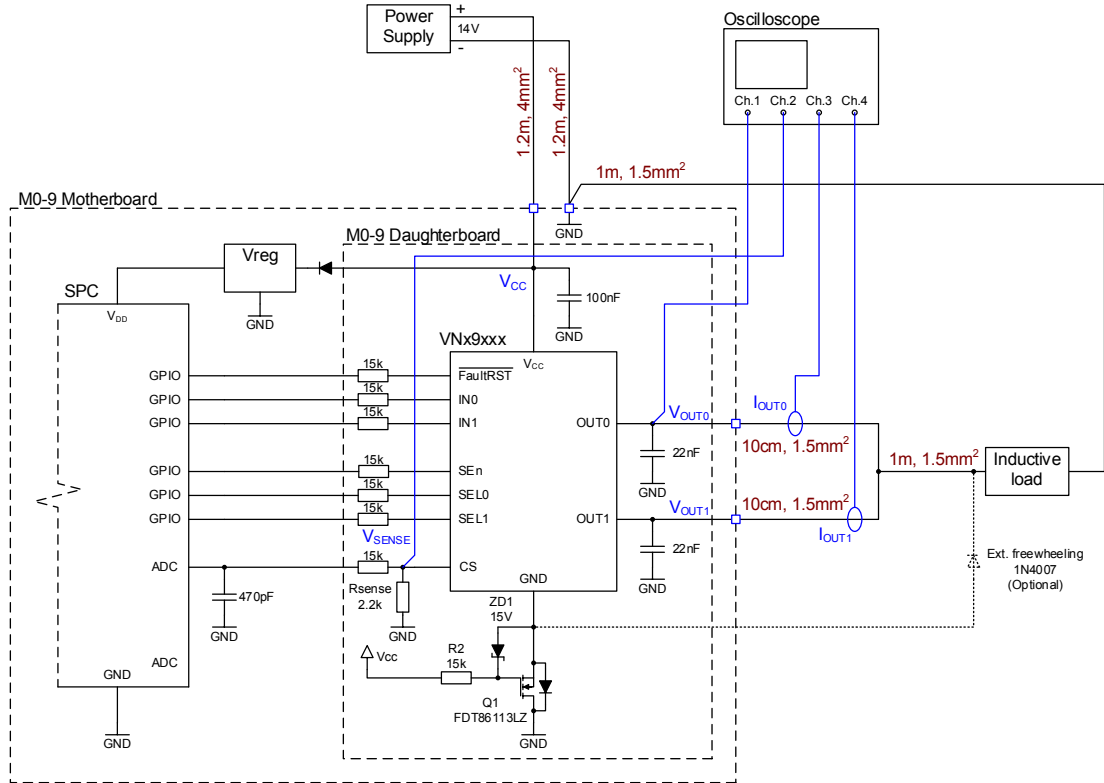 Power
Supply
+
14V
-
Oscilloscope
Ch.1
Ch.2
Ch.3
Ch.4
1.2m, 4mm²
1.2m, 4mm²
1m, 1.5mm²
M0-9 Motherboard
GND
M0-9 Daughterboard
Vreg
GND
VCC
100nF
GND
SPC
VDD
VNx9xxx
VCC
GPIO
15k
FaultRST
GPIO
15k
IN0
GPIO
15k
IN1
OUT0
VOUT0
IOUT0
10cm, 1.5mm²
22nF
GND
1m, 1.5mm²
Inductive
load
GPIO
15k
SEn
GPIO
15k
SEL0
GPIO
15k
SEL1
OUT1
VOUT1
10cm, 1.5mm²
IOUT1
22nF
GND
VSENSE
ADC
15k
CS
GND
470pF
GND
Rsense
2.2k
GND
Ext. freewheeling
1N4007
(Optional)
ZD1
15V
Vcc
R2
15k
Q1
FDT86113LZ
GND
ADC
GND
GND